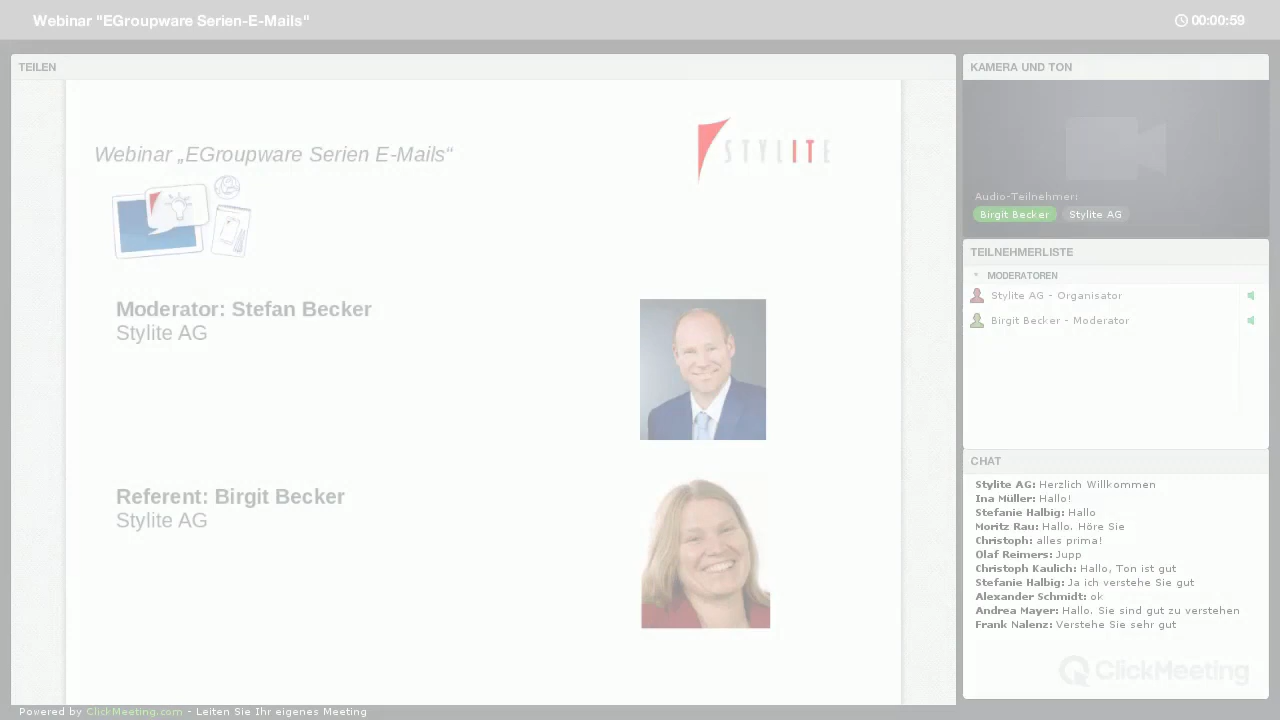 Webinar "EGroupware Serien-E-Mails"
00:00:59
TEILEN
Webinar „EGroupware Serien E-Mails“
STYLITE
Moderator: Stefan Becker
Stylite AG
Referent: Birgit Becker
Stylite AG
KAMERA UND TON
Audio-Teilnehmer:
Birgit Becker Stylite AG
TEILNEHMERLISTE
MODERATOREN
Stylite AG - Organisator
Birgit Becker - Moderator
CHAT
Stylite AG: Herzlich Willkommen
Ina Müller: Hallo!
Stefanie Halbig: Hallo
Moritz Rau: Hallo. Höre Sie
Christoph: alles prima!
Olaf Reimers: Jupp
Christoph Kaulich: Hallo, Ton ist gut
Stefanie Halbig: Ja ich verstehe Sie gut
Alexander Schmidt: ok
Andrea Mayer: Hallo. Sie sind gut zu verstehen
Frank Nalenz: Verstehe Sie sehr gut
ClickMeeting
Powered by ClickMeeting.com - Leiten Sie Ihr eigenes Meeting